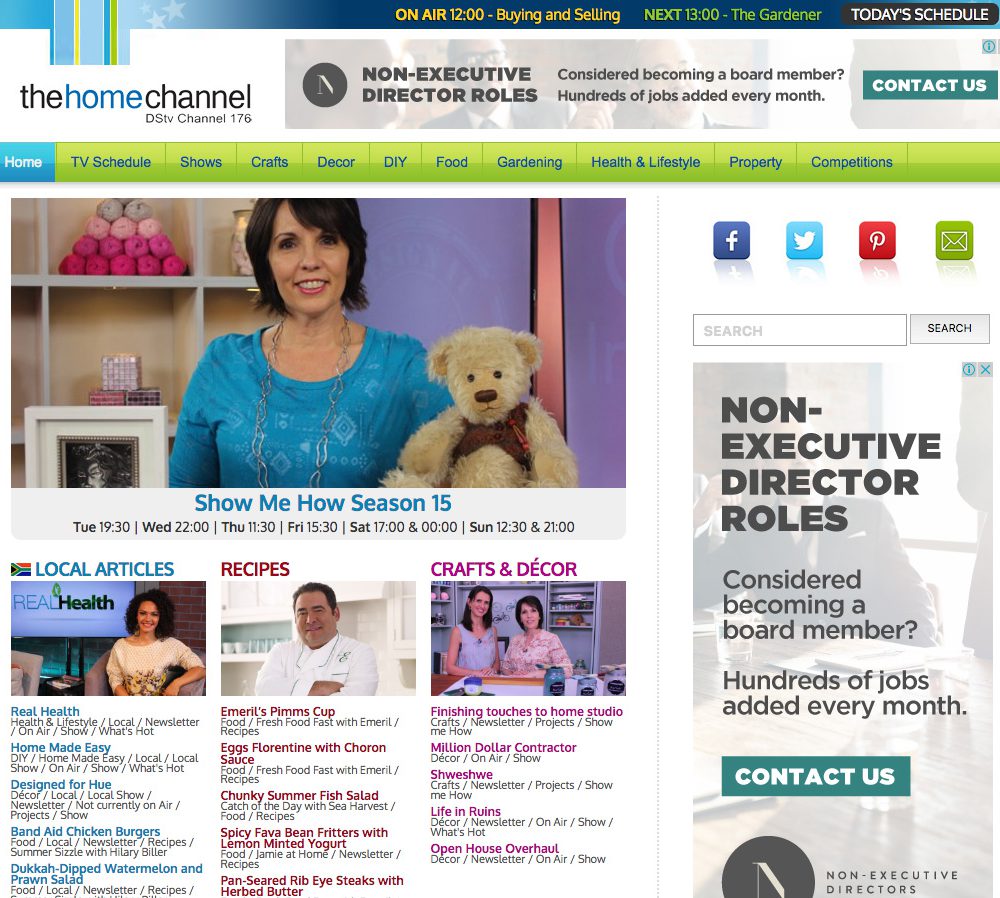 ON AIR 12:00 - Buying and Selling NEXT 13:00 - The Gardener TODAY'S SCHEDULE
thehomechannel
DStv Channel 176
N
NON-EXECUTIVE
DIRECTOR ROLES
Considered becoming a board member?
Hundreds of jobs added every month.
CONTACT US
Home TV Schedule Shows Crafts Decor DIY Food Gardening Health & Lifestyle Property Competitions
Show Me How Season 15
Tue 19:30 | Wed 22:00 | Thu 11:30 | Fri 15:30 | Sat 17:00 & 00:00 | Sun 12:30 & 21:00
LOCAL ARTICLES
REALHealth
Real Health
Health & Lifestyle / Local / Newsletter
/ On Air / Show / What's Hot
Home Made Easy
DIY / Home Made Easy / Local / Local
Show / On Air / Show / What's Hot
Designed for Hue
Décor / Local / Local Show /
Newsletter / Not currently on Air /
Projects / Show
Band Aid Chicken Burgers
Food / Local / Newsletter / Recipes /
Summer Sizzle with Hilary Biller
Dukkah-Dipped Watermelon and
Prawn Salad
Food / Local / Newsletter / Recipes /
Summer Sizzle with Hilary Biller
RECIPES
Emeril's Pimms Cup
Food / Fresh Food Fast with Emeril /
Recipes
Eggs Florentine with Choron
Sauce
Food / Fresh Food Fast with Emeril /
Recipes
Chunky Summer Fish Salad
Catch of the Day with Sea Harvest /
Food / Recipes
Spicy Fava Bean Fritters with
Lemon Minted Yogurt
Food / Jamie at Home / Newsletter /
Recipes
Pan-Seared Rib Eye Steaks with
Herbed Butter
CRAFTS & DÉCOR
Finishing touches to home studio
Crafts / Newsletter / Projects / Show
me How
Million Dollar Contractor
Décor / On Air / Show
Shweshwe
Crafts / Newsletter / Projects / Show
me How
Life in Ruins
Décor / Newsletter / On Air / Show /
What's Hot
Open House Overhaul
Décor / Newsletter / On Air / Show
SEARCH SEARCH
NON-
EXECUTIVE
DIRECTOR
ROLES
Considered
becoming a
board member?
Hundreds of jobs
added every month.
CONTACT US
N
NON-EXECUTIVE
DIRECTORS